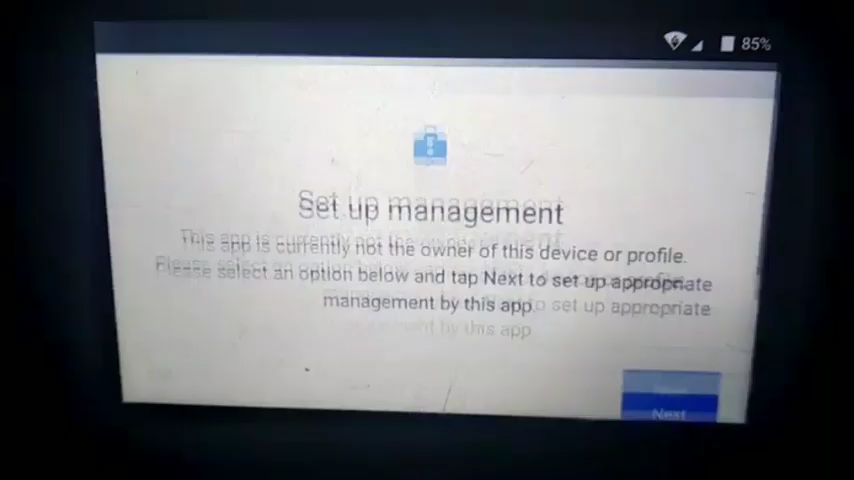 85%
Set up management
This app is currently not the owner of this device or profile.
Please select an option below and tap Next to set up appropriate
management by this app.
Next